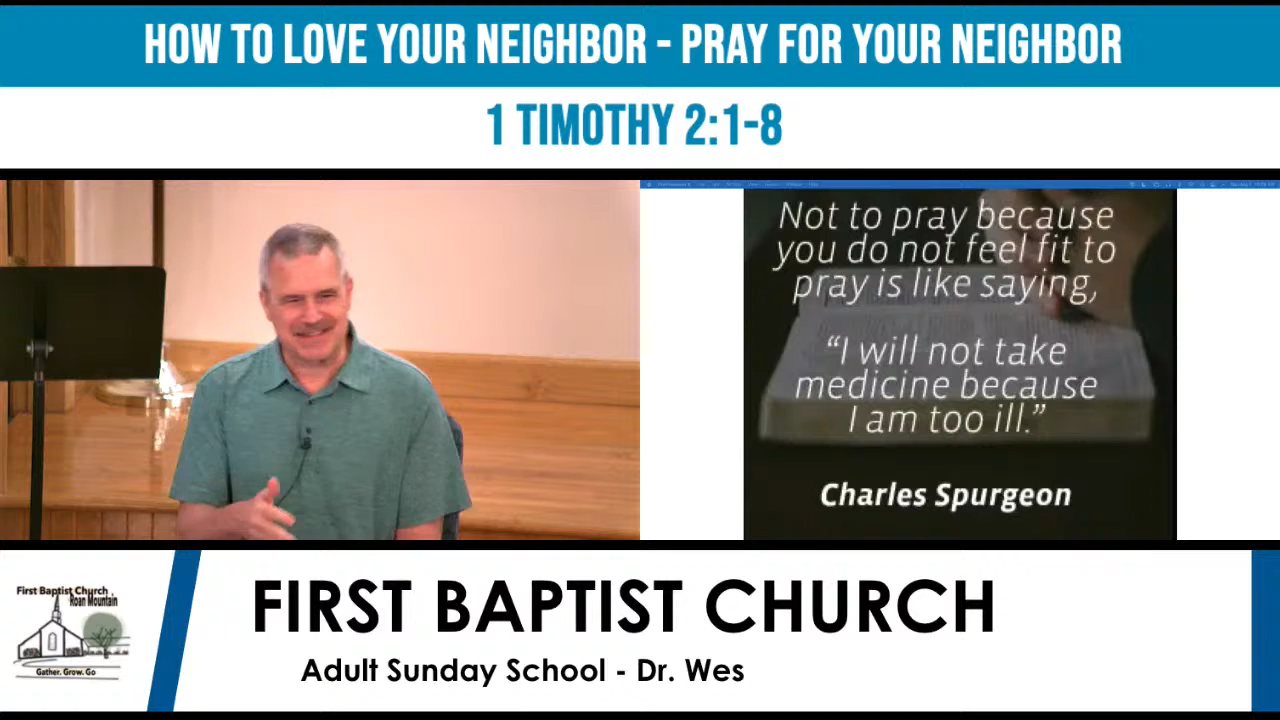 HOW TO LOVE YOUR NEIGHBOR - PRAY FOR YOUR NEIGHBOR
1 TIMOTHY 2:1-8
Not to pray because
you do not feel fit to
pray is like saying,
“I will not take
medicine because
I am too ill.”
Charles Spurgeon
First Baptist Church
Roan Mountain
Gather. Grow. Go
FIRST BAPTIST CHURCH
Adult Sunday School - Dr. Wes